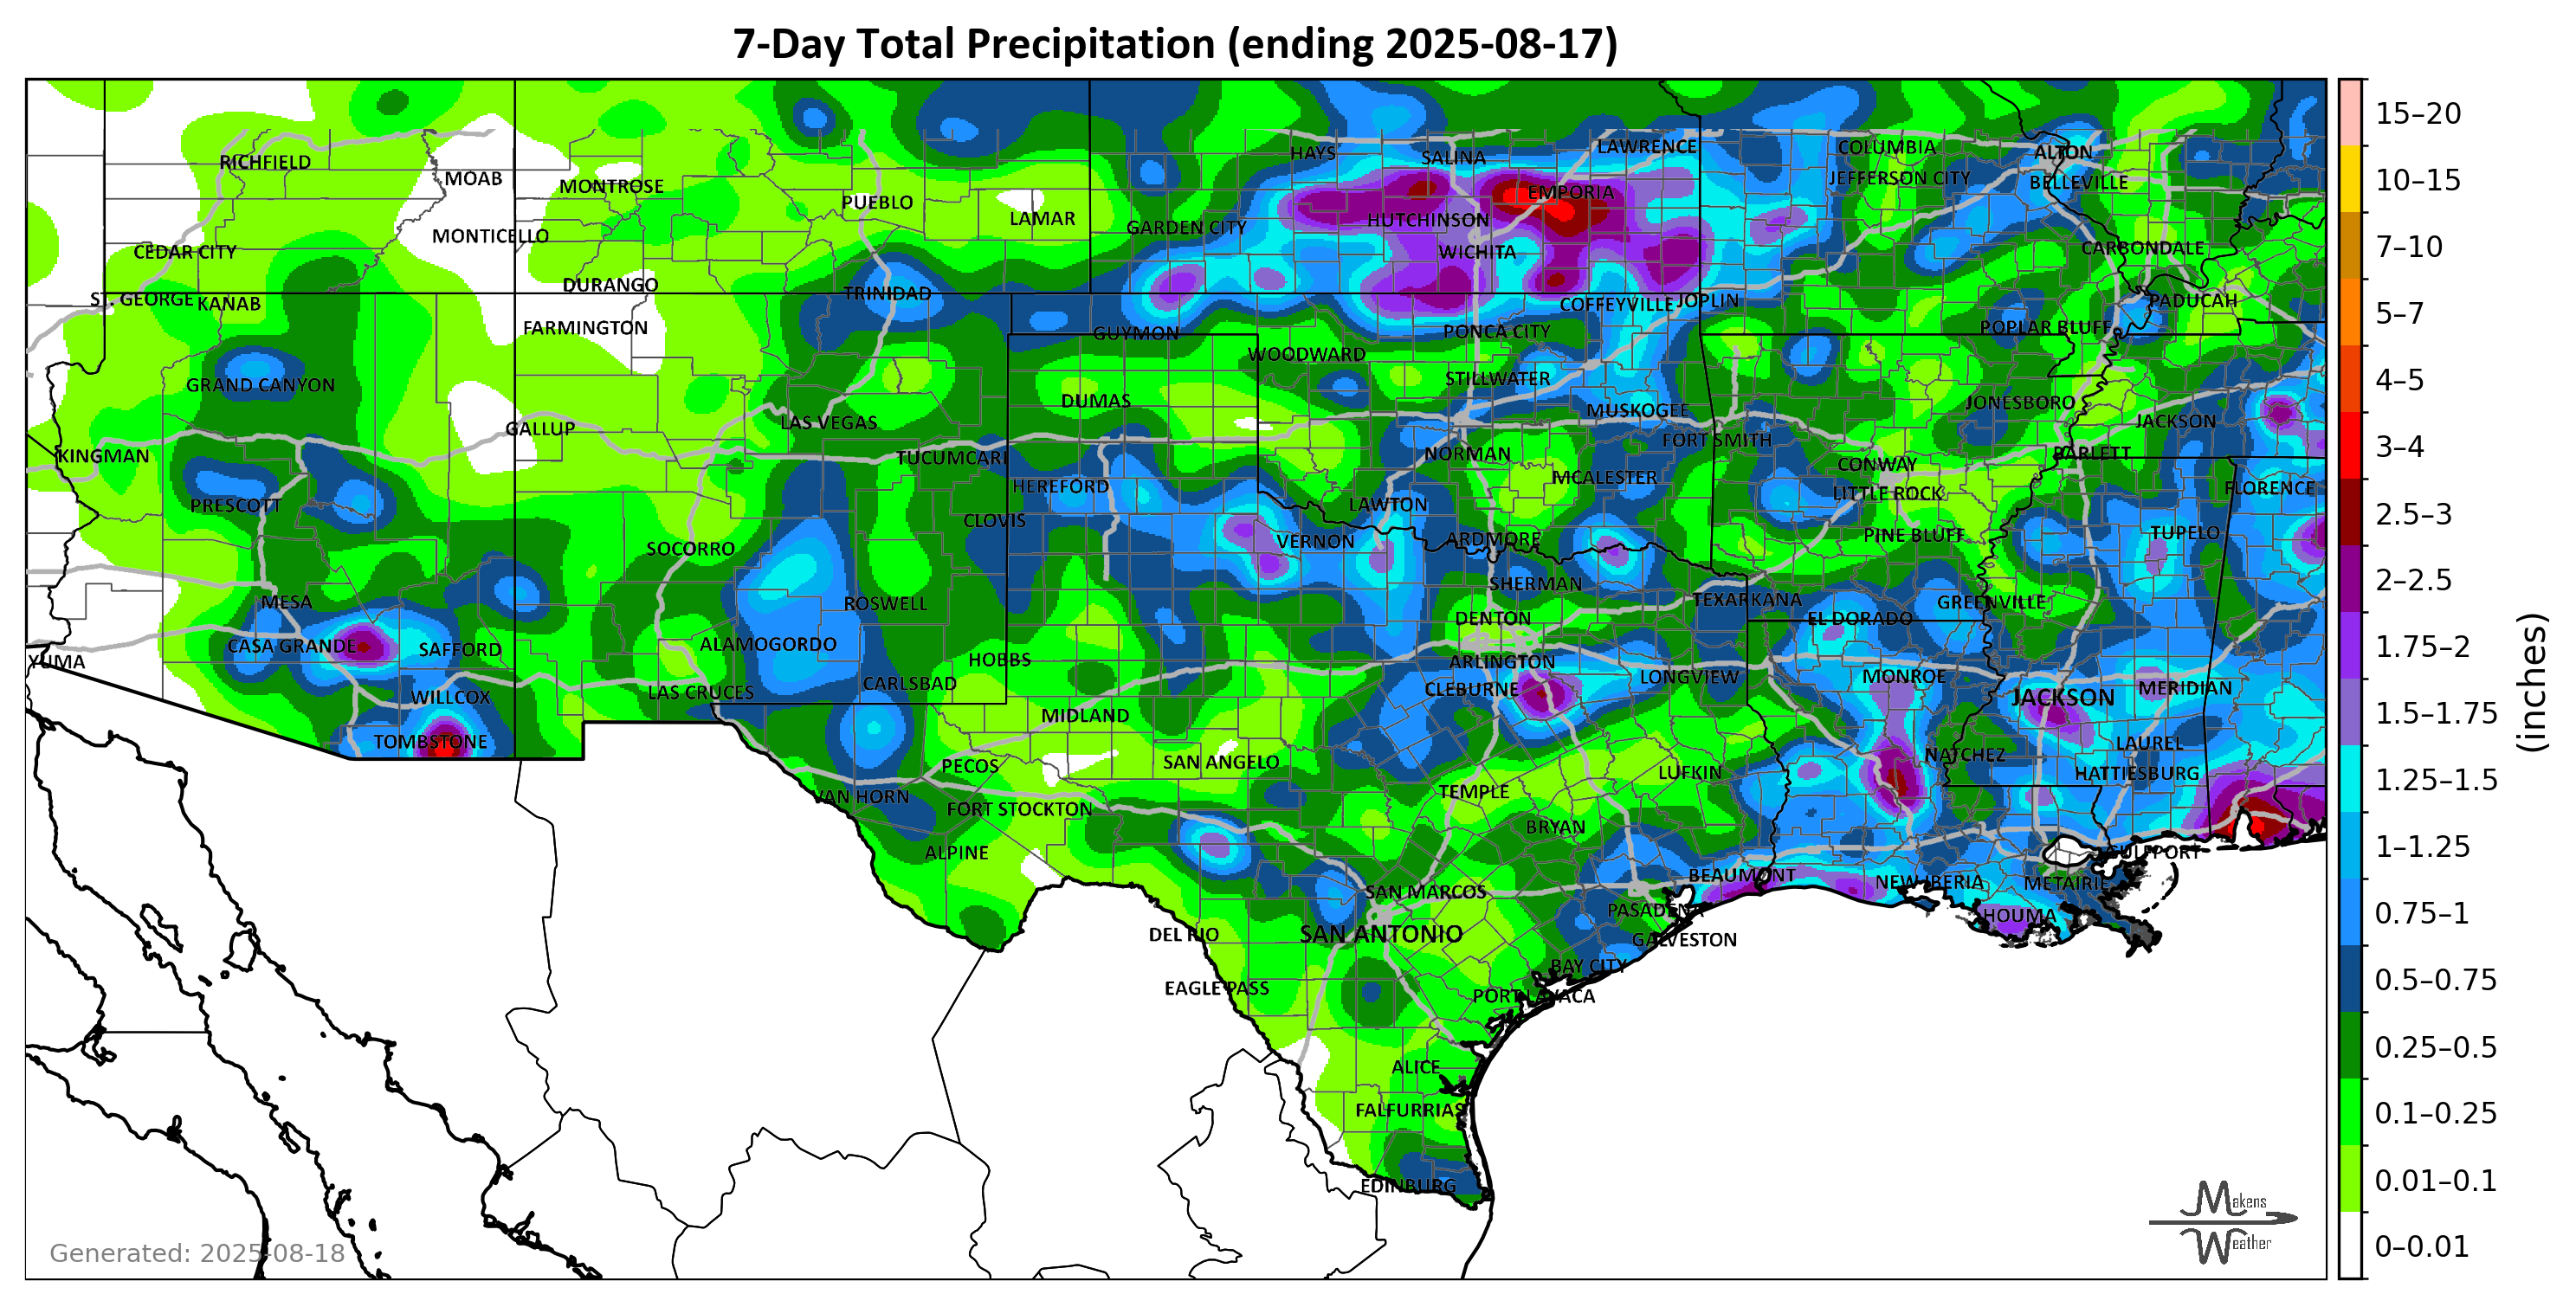 7-Day Total Precipitation (ending 2025-08-17)
HAYS
SALINA
LAWRENCE
COLUMBIA
ALTON
RICHFIELD
MOAB
MONTROSE
PUEBLO
LAMAR
EMPORIA
JEFFERSON CITY
BELLEVILLE
GARDEN CITY
HUTCHINSON
MONTICELLO
CEDAR CITY
WICHITA
CARBONDALE
DURANGO
TRINIDAD
ST. GEORGE
KANAB
COFFEYVILLE
JOPLIN
PADUCAH
FARMINGTON
GUYMON
PONCA CITY
POPLAR BLUFF
WOODWARD
GRAND CANYON
STILLWATER
DUMAS
MUSKOGEE
JONESBORO
LAS VEGAS
JACKSON
GALLUP
FORT SMITH
KINGMAN
TUCUMCARI
NORMAN
BARLETT
CONWAY
HEREFORD
MCALESTER
LITTLE ROCK
FLORENCE
PRESCOTT
LAWTON
CLOVIS
SOCORRO
VERNON
ARDMORE
PINE BLUFF
TUPELO
SHERMAN
MESA
ROSWELL
TEXARKANA
GREENVILLE
DENTON
EL DORADO
CASA GRANDE
SAFFORD
ALAMOGORDO
YUMA
HOBBS
ARLINGTON
LONGVIEW
MONROE
WILLCOX
LAS CRUCES
CARLSBAD
CLEBURNE
JACKSON
MERIDIAN
MIDLAND
TOMBSTONE
PECOS
SAN ANGELO
NATCHEZ
LAUREL
LUFKIN
HATTIESBURG
VAN HORN
FORT STOCKTON
TEMPLE
BRYAN
ALPINE
GULFPORT
SAN MARCOS
BEAUMONT
NEW IBERIA
METAIRIE
PASADENA
HOUMA
DEL RIO
SAN ANTONIO
GALVESTON
BAY CITY
EAGLE PASS
PORT LAVACA
ALICE
FALFURRIAS
EDINBURG
Generated: 2025-08-18
Makens
Weather
15–20
10–15
7–10
5–7
4–5
3–4
2.5–3
2–2.5
1.75–2
1.5–1.75
1.25–1.5
1–1.25
0.75–1
0.5–0.75
0.25–0.5
0.1–0.25
0.01–0.1
0–0.01
(inches)